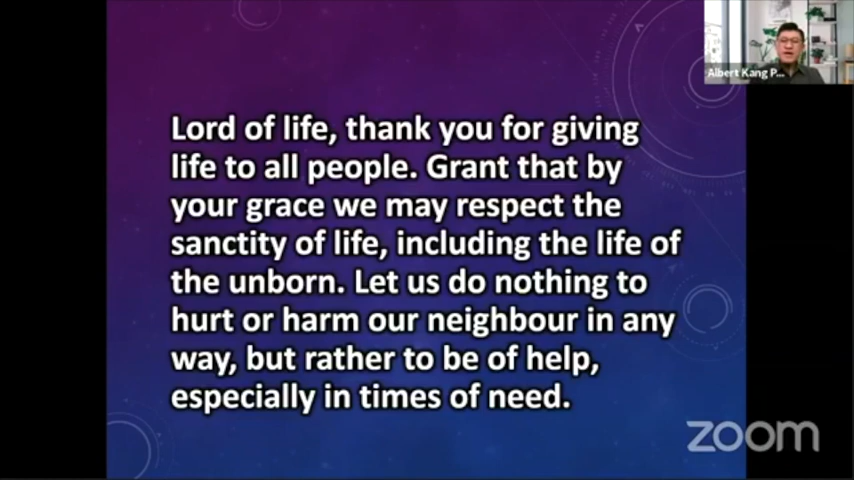 Albert Kang P...
Lord of life, thank you for giving
life to all people. Grant that by
your grace we may respect the
sanctity of life, including the life of
the unborn. Let us do nothing to
hurt or harm our neighbour in any
way, but rather to be of help,
especially in times of need.
zoom